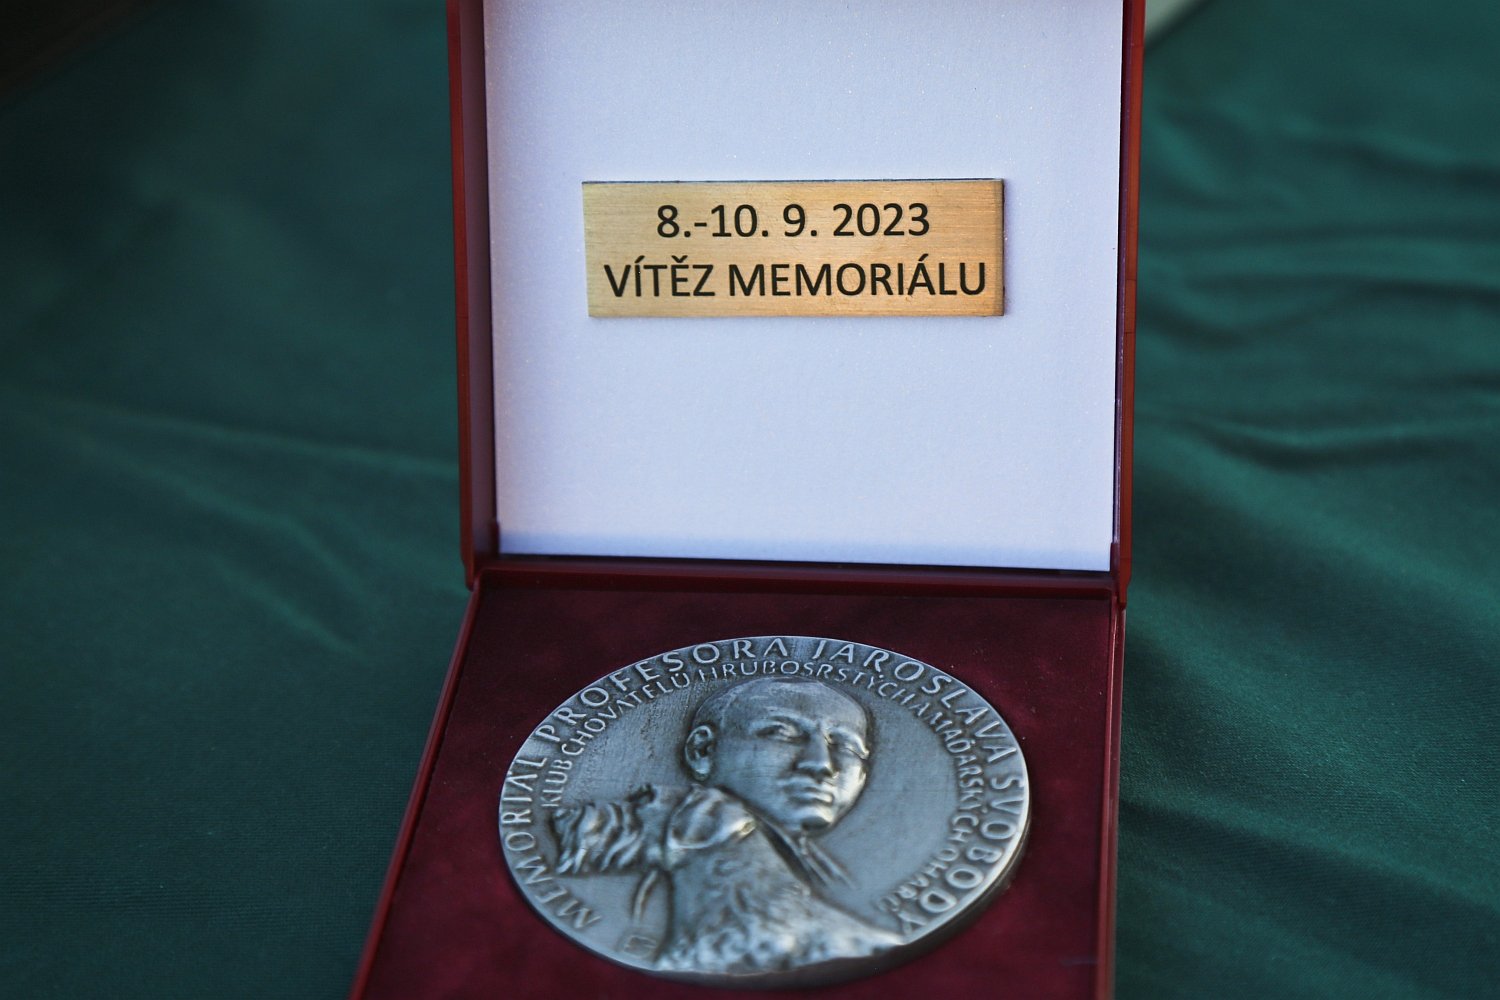 8.-10. 9. 2023
VÍTĚZ MEMORIÁLU
MEMORIÁL PROFESORA JAROSLAVA SVOBODY
KLUB CHOVATELŮ HRUBOSRSTÝCH A MAĎARSKÝCH OHAŘŮ